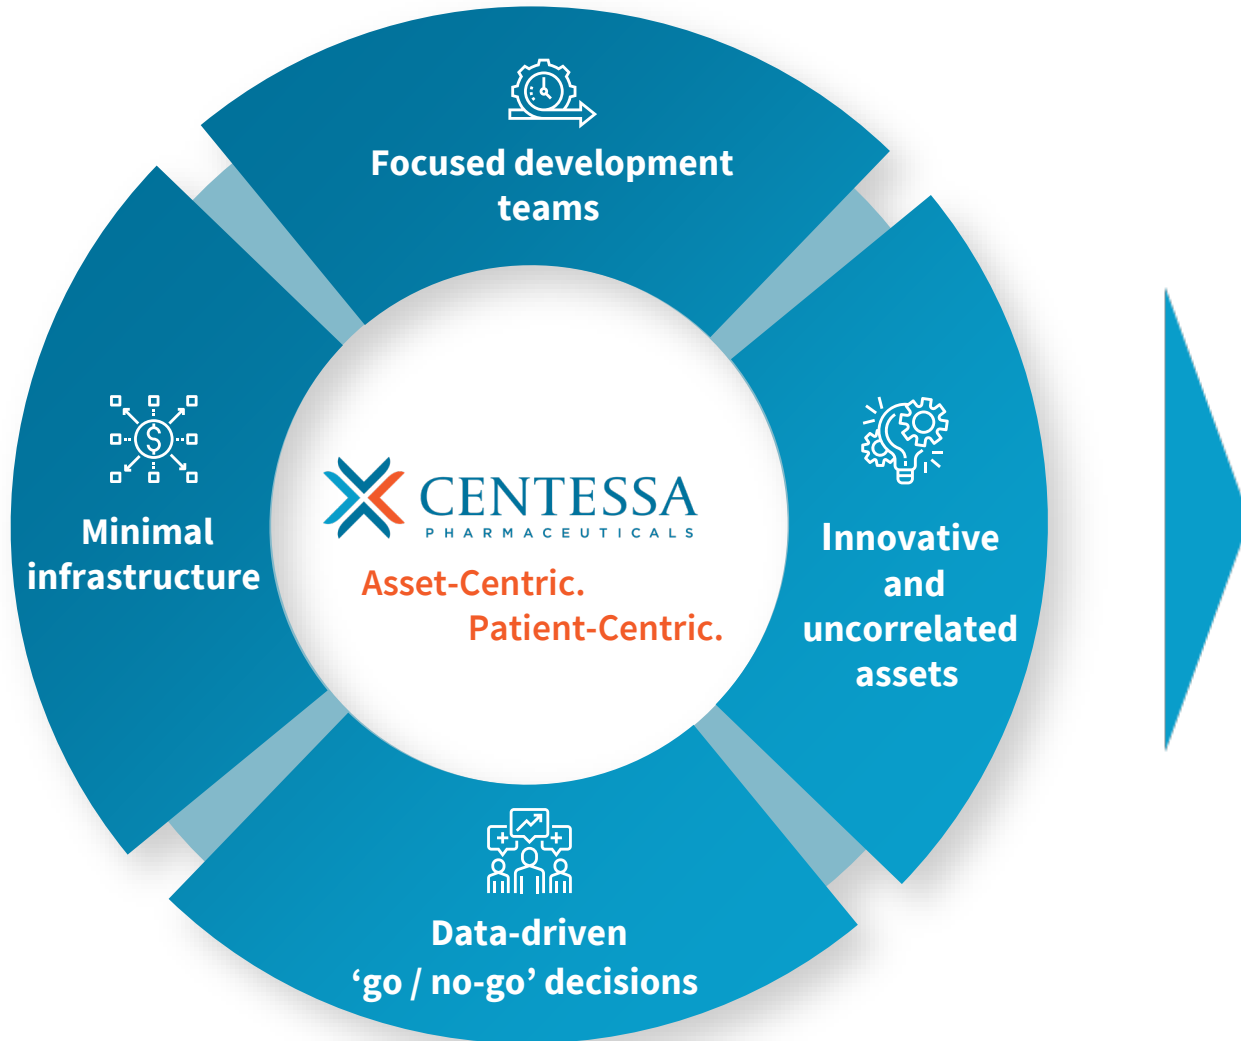 Focused development
teams
Minimal
infrastructure
CENTESSA
PHARMACEUTICALS
Asset-Centric.
Patient-Centric.
Innovative
and
uncorrelated
assets
Data-driven
‘go / no-go’ decisions